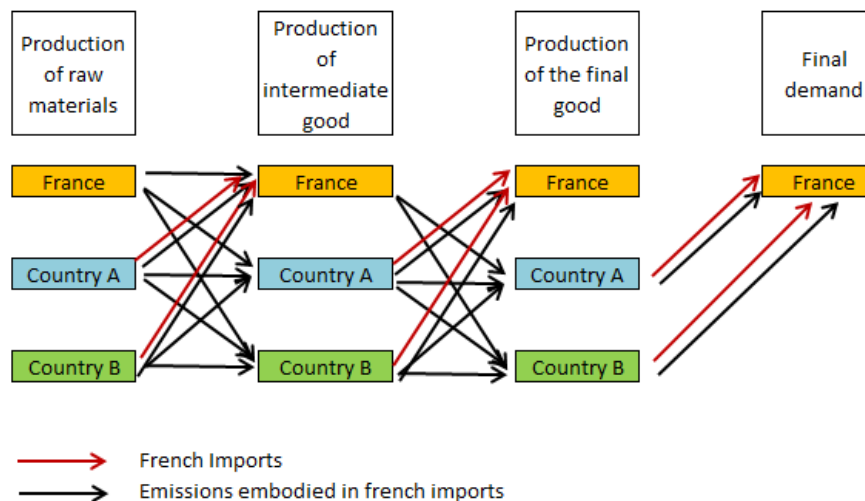 Production
of raw
materials
Production
of
intermediate
good
Production
of the final
good
Final
demand
France
France
France
France
Country A
Country A
Country A
Country B
Country B
Country B
French Imports
Emissions embodied in french imports